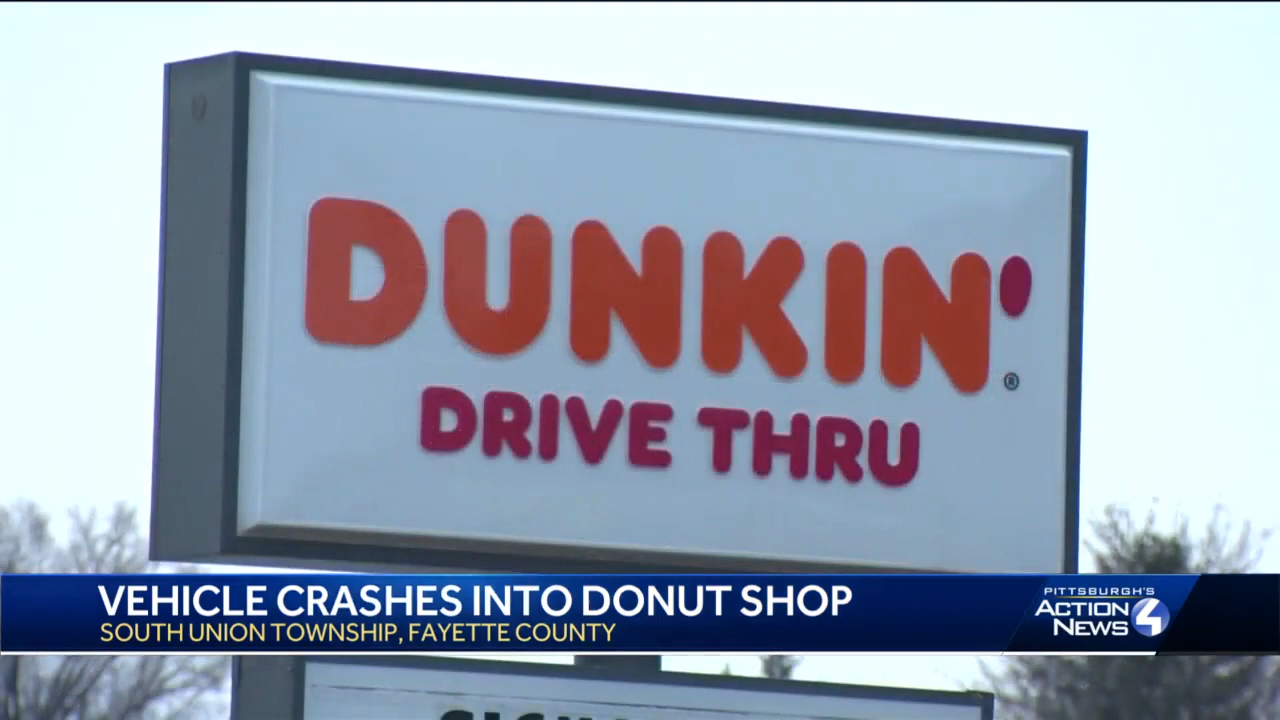 DUNKIN'
®
DRIVE THRU
VEHICLE CRASHES INTO DONUT SHOP
SOUTH UNION TOWNSHIP, FAYETTE COUNTY
PITTSBURGH'S
ACTION
NEWS 4